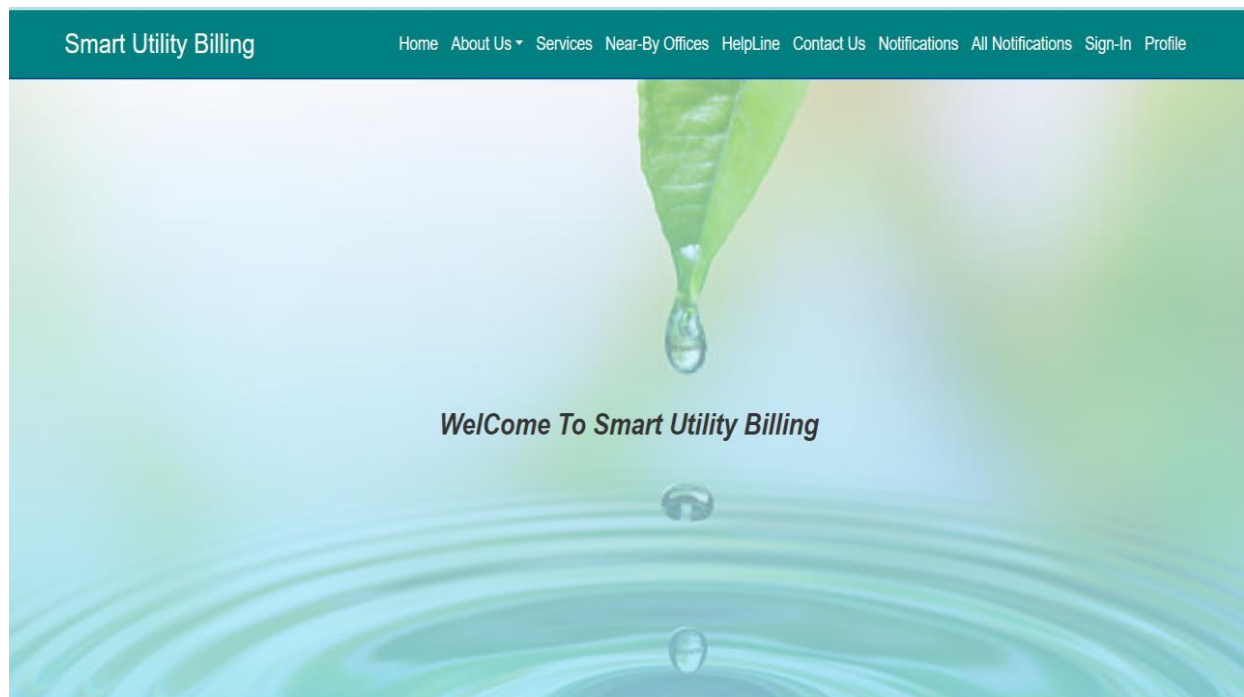 Smart Utility Billing Home About Us Services Near-By Offices HelpLine Contact Us Notifications All Notifications Sign-In Profile
WelCome To Smart Utility Billing